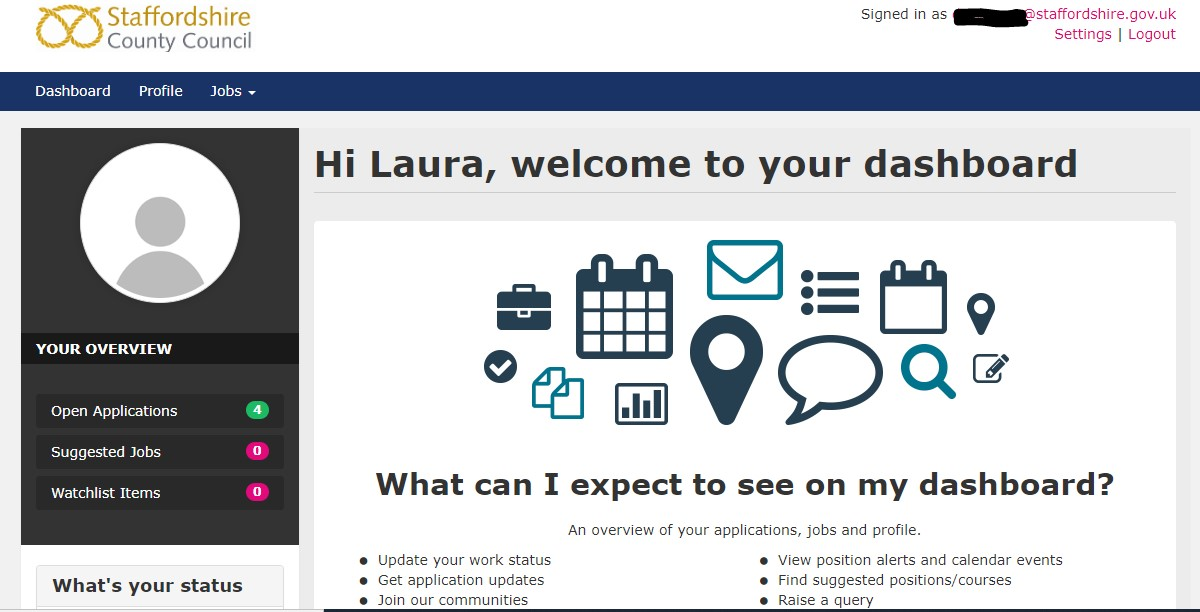 Staffordshire
County Council
Signed in as @staffordshire.gov.uk
Settings | Logout
Dashboard Profile Jobs
Hi Laura, welcome to your dashboard
YOUR OVERVIEW
Open Applications 4
Suggested Jobs 0
Watchlist Items 0
What's your status
What can I expect to see on my dashboard?
An overview of your applications, jobs and profile.
• Update your work status
• Get application updates
• Join our communities
• View position alerts and calendar events
• Find suggested positions/courses
• Raise a query